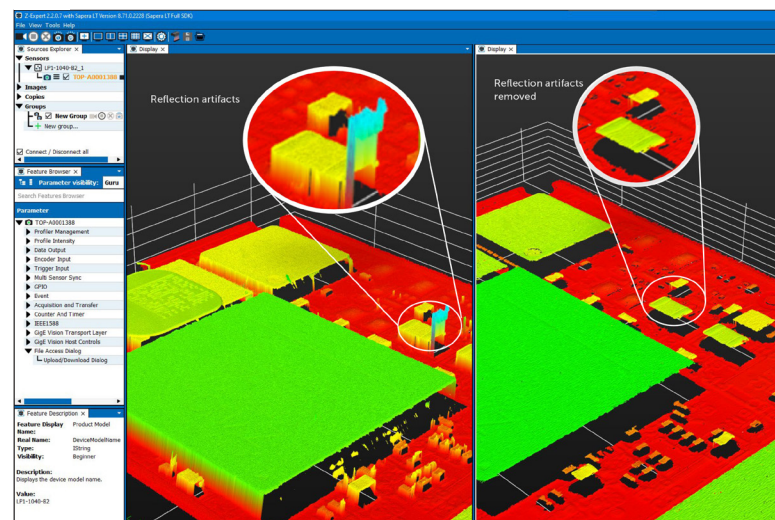 Z-Expert 2.2.0.7 with Sapera LT Version 8.71.0.2228 (Sapera LT Full SDK)
File View Tools Help
Sources Explorer
Sensors
LP1-1040-B2_1
TOP-A0001388
Images
Copies
Groups
New Group
New group...
Connect / Disconnect all
Feature Browser
Parameter visibility: Guru
Search Features Browser
Parameter
TOP-A0001388
Profiler Management
Profile Intensity
Data Output
Encoder Input
Trigger Input
Multi Sensor Sync
GPIO
Event
Acquisition and Transfer
Counter And Timer
IEEE1588
GigE Vision Transport Layer
GigE Vision Host Controls
File Access Dialog
Upload/Download Dialog
Feature Description
Feature Display Name: Product Model
Real Name: DeviceModelName
Type: IString
Visibility: Beginner
Description:
Displays the device model name.
Value:
LP1-1040-B2
Display
Reflection artifacts
Display
Reflection artifacts
removed